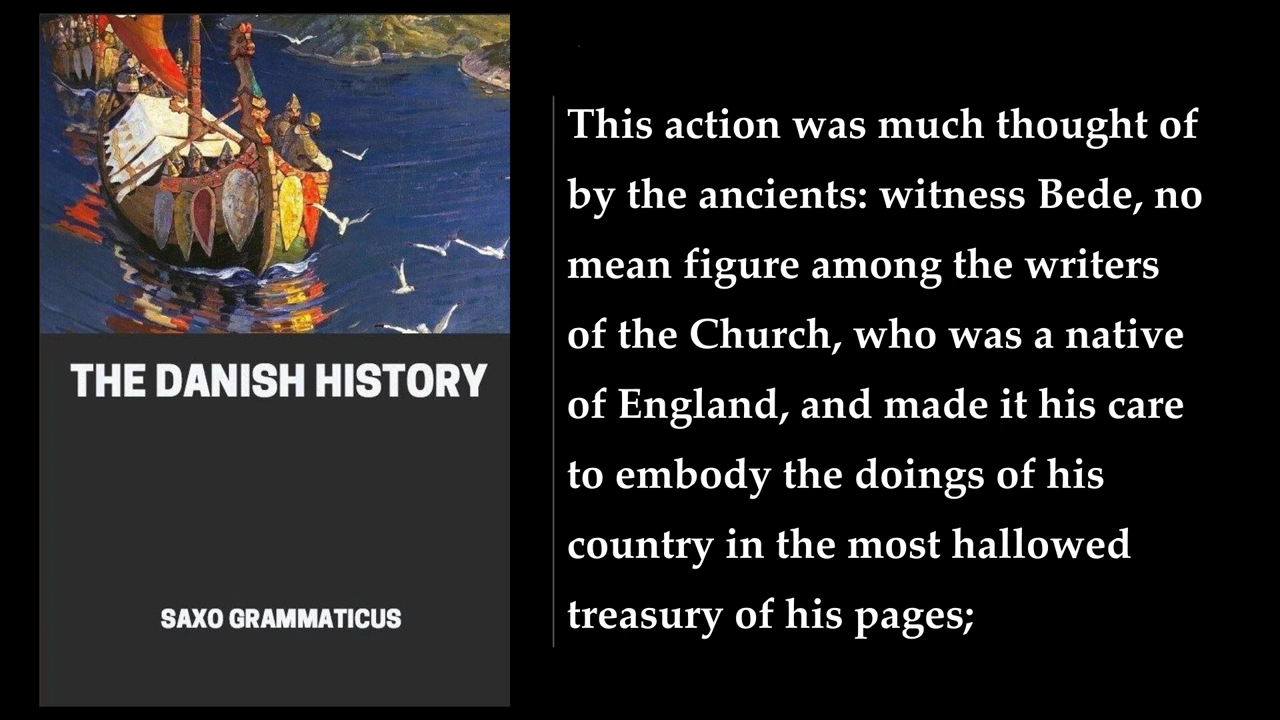 THE DANISH HISTORY
SAXO GRAMMATICUS
This action was much thought of
by the ancients: witness Bede, no
mean figure among the writers
of the Church, who was a native
of England, and made it his care
to embody the doings of his
country in the most hallowed
treasury of his pages;